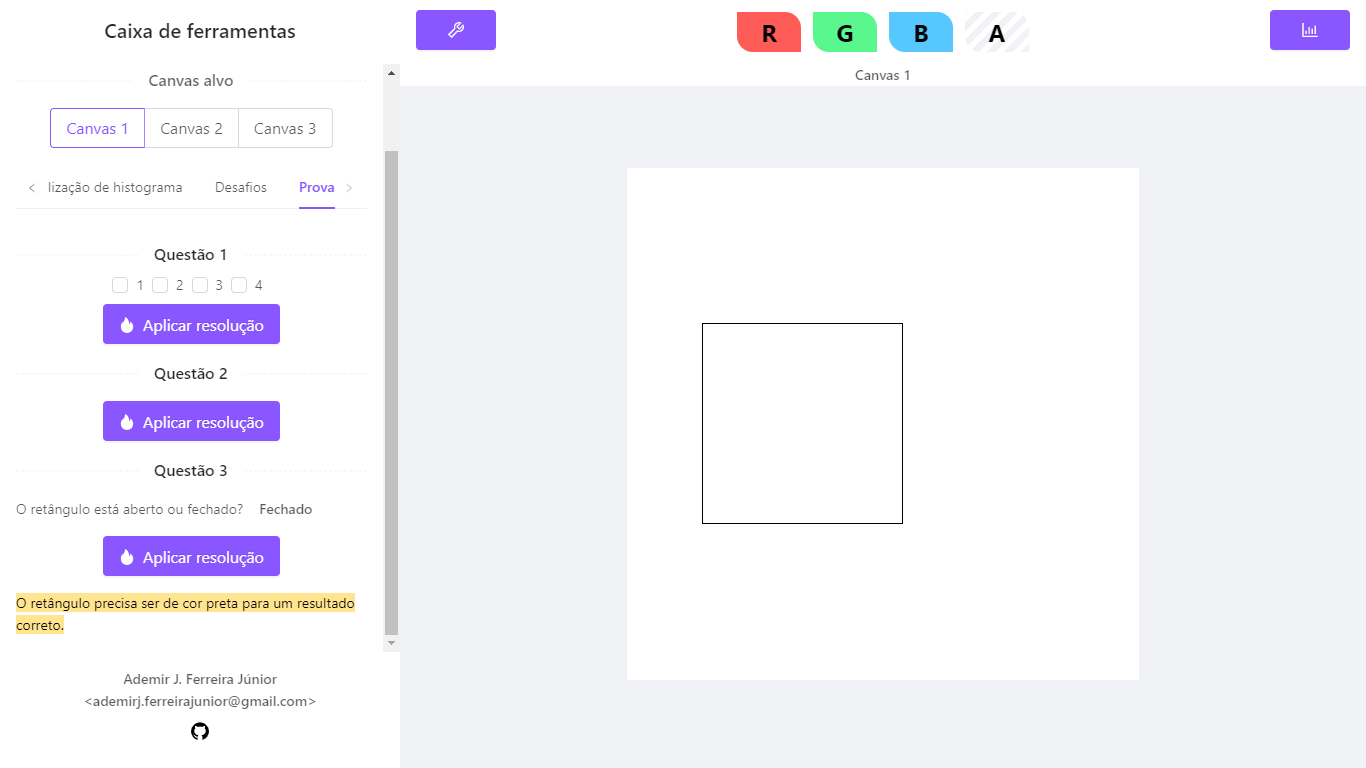 Caixa de ferramentas
Canvas alvo
Canvas 1 Canvas 2 Canvas 3
lização de histograma Desafios Prova
Questão 1
1 2 3 4
Aplicar resolução
Questão 2
Aplicar resolução
Questão 3
O retângulo está aberto ou fechado? Fechado
Aplicar resolução
O retângulo precisa ser de cor preta para um resultado
correto.
Ademir J. Ferreira Júnior
<ademirj.ferreirajunior@gmail.com>
R G B A
Canvas 1